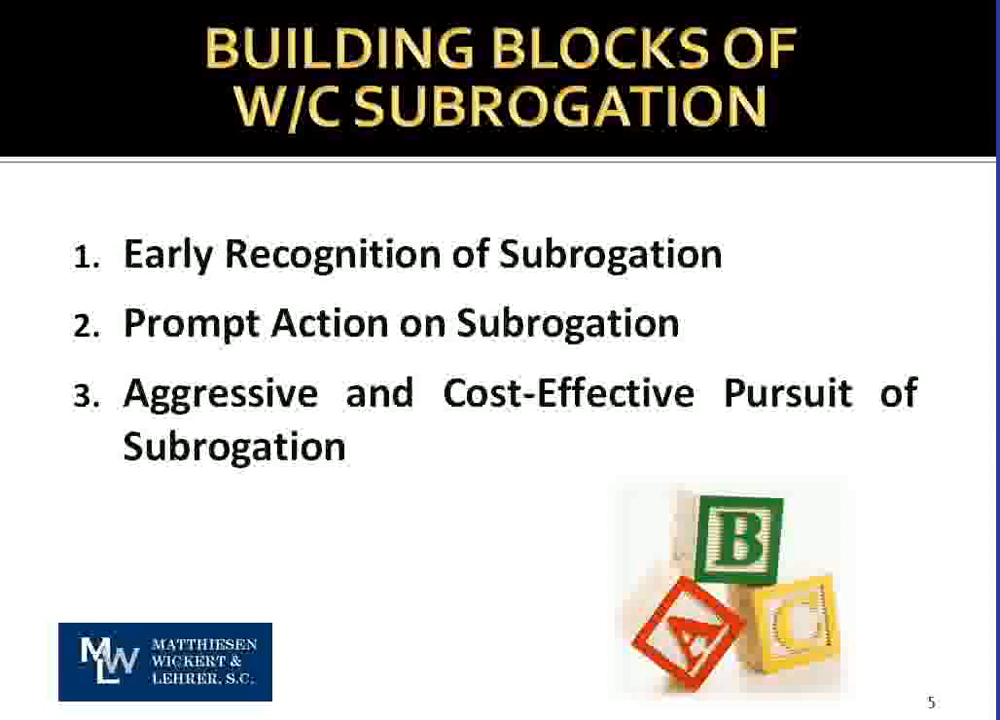 BUILDING BLOCKS OF
W/C SUBROGATION
1. Early Recognition of Subrogation
2. Prompt Action on Subrogation
3. Aggressive and Cost-Effective Pursuit of
Subrogation
B
A
C
MLW
MATTHIESEN
WICKERT &
LEHRER, S.C.
5